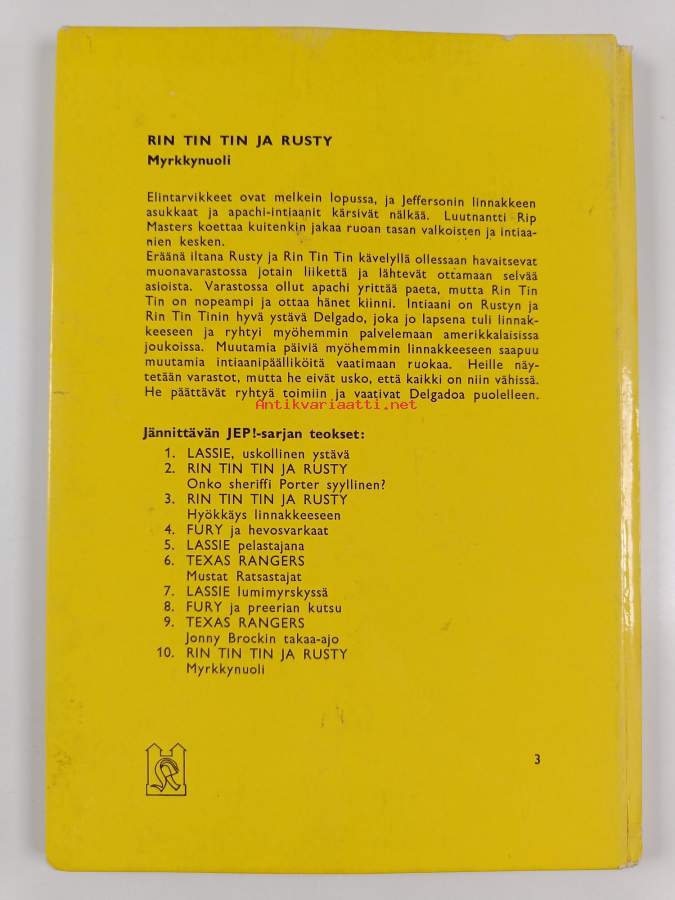 RIN TIN TIN JA RUSTY
Myrkkynuoli
Elintarvikkeet ovat melkein lopussa, ja Jeffersonin linnakkeen
asukkaat ja apachi-intiaanit kärsivät nälkää. Luutnantti Rip
Masters koettaa kuitenkin jakaa ruoan tasan valkoisten ja intiaa-
nien kesken.
Eräänä iltana Rusty ja Rin Tin Tin kävelyllä ollessaan havaitsevat
muonavarastossa jotain liikettä ja lähtevät ottamaan selvää
asioista. Varastossa ollut apachi yrittää paeta, mutta Rin Tin
Tin on nopeampi ja ottaa hänet kiinni. Intiaani on Rustyn ja
Rin Tin Tinin hyvä ystävä Delgado, joka jo lapsena tuli linnak-
keeseen ja ryhtyi myöhemmin palvelemaan amerikkalaisissa
joukoissa. Muutamia päiviä myöhemmin linnakkeeseen saapuu
muutamia intiaanipäälliköitä vaatimaan ruokaa. Heille näy-
tetään varastot, mutta he eivät usko, että kaikki on niin vähissä.
He päättävät ryhtyä toimiin ja vaativat Delgadoa puolelleen.
Antikvariaatti.net
Jännittävän JEP!-sarjan teokset:
1. LASSIE, uskollinen ystävä
2. RIN TIN TIN JA RUSTY
Onko sheriffi Porter syyllinen?
3. RIN TIN TIN JA RUSTY
Hyökkäys linnakkeeseen
4. FURY ja hevosvarkaat
5. LASSIE pelastajana
6. TEXAS RANGERS
Mustat Ratsastajat
7. LASSIE lumimyrskyssä
8. FURY ja preerian kutsu
9. TEXAS RANGERS
Jonny Brockin takaa-ajo
10. RIN TIN TIN JA RUSTY
Myrkkynuoli
3